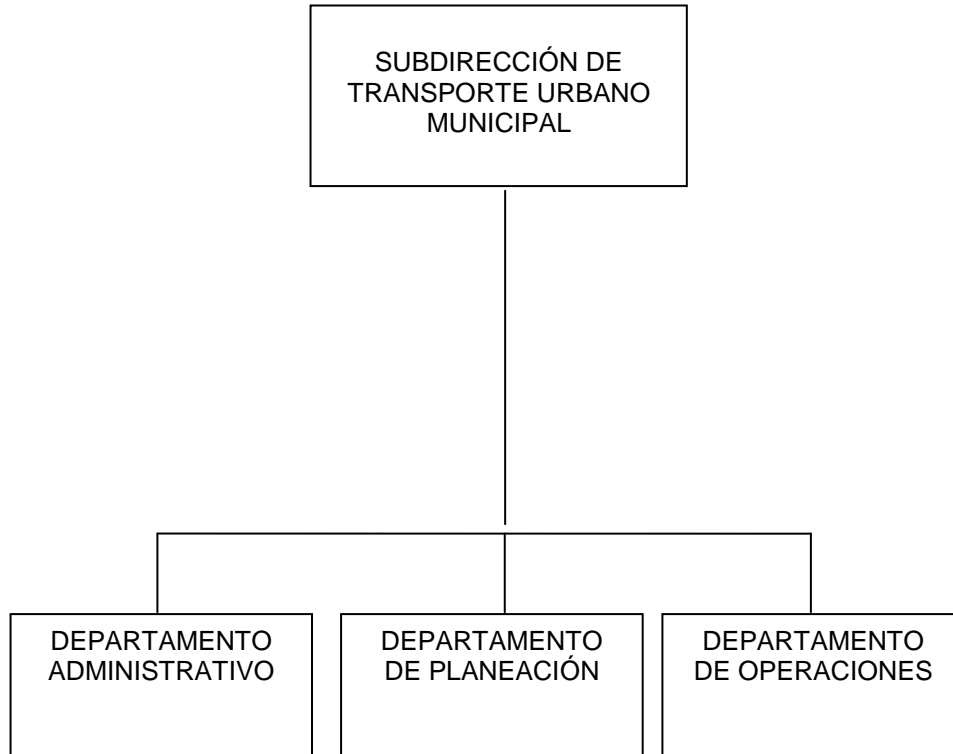 SUBDIRECCIÓN DE
TRANSPORTE URBANO
MUNICIPAL
DEPARTAMENTO
ADMINISTRATIVO
DEPARTAMENTO
DE PLANEACIÓN
DEPARTAMENTO
DE OPERACIONES